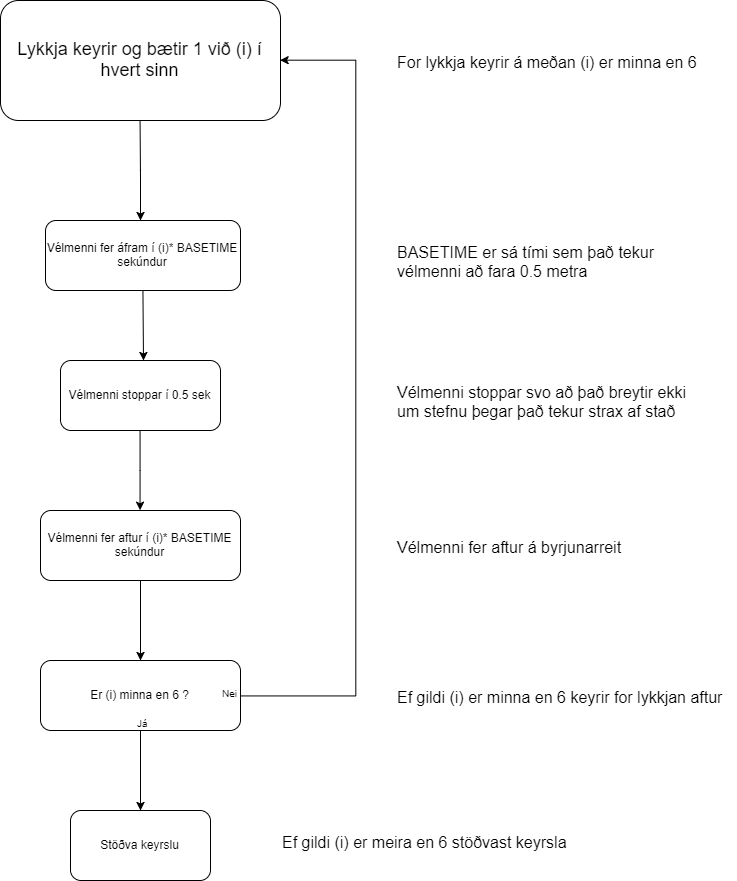 Lykkja keyrir og bætir 1 við (i) í
hvert sinn
For lykkja keyrir á meðan (i) er minna en 6
Vélmenni fer áfram í (i)* BASETIME
sekúndur
BASETIME er sá tími sem það tekur
vélmenni að fara 0.5 metra
Vélmenni stoppar í 0.5 sek
Vélmenni stoppar svo að það breytir ekki
um stefnu þegar það tekur strax af stað
Vélmenni fer aftur í (i)* BASETIME
sekúndur
Vélmenni fer aftur á byrjunarreit
Er (i) minna en 6 ?
Nei
Já
Ef gildi (i) er minna en 6 keyrir for lykkjan aftur
Stöðva keyrslu
Ef gildi (i) er meira en 6 stöðvast keyrsla